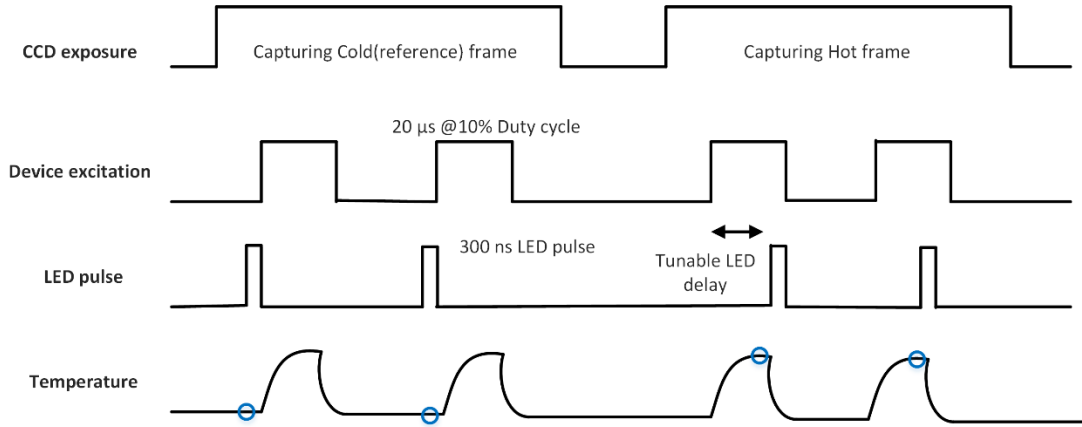 CCD exposure
Capturing Cold(reference) frame
Capturing Hot frame
20 µs @10% Duty cycle
Device excitation
300 ns LED pulse
LED pulse
Tunable LED
delay
Temperature